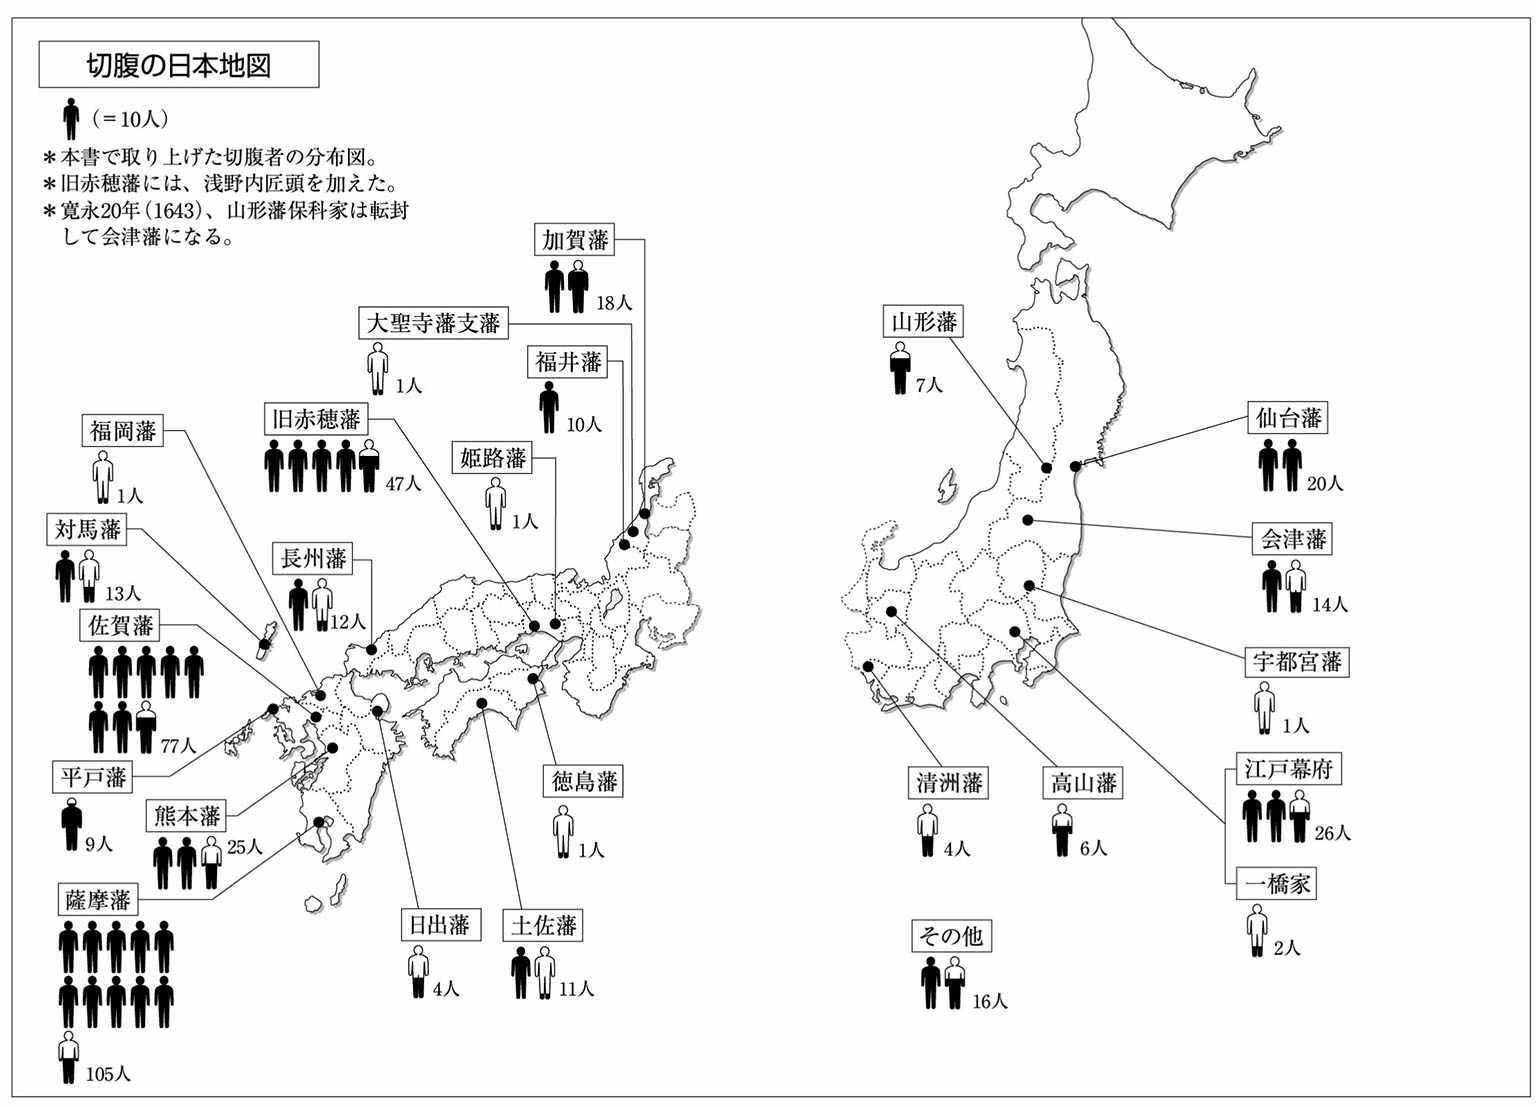 切腹の日本地図
(=10人)
＊本書で取り上げた切腹者の分布図。
＊旧赤穂藩には、浅野内匠頭を加えた。
＊寛永20年(1643)、山形藩保科家は転封
して会津藩になる。
加賀藩
18人
大聖寺藩支藩
1人
福井藩
10人
旧赤穂藩
47人
姫路藩
1人
福岡藩
1人
対馬藩
13人
長州藩
12人
佐賀藩
77人
平戸藩
9人
熊本藩
25人
薩摩藩
105人
日出藩
4人
土佐藩
11人
徳島藩
1人
山形藩
7人
仙台藩
20人
会津藩
14人
宇都宮藩
1人
江戸幕府
26人
一橋家
2人
清洲藩
4人
高山藩
6人
その他
16人